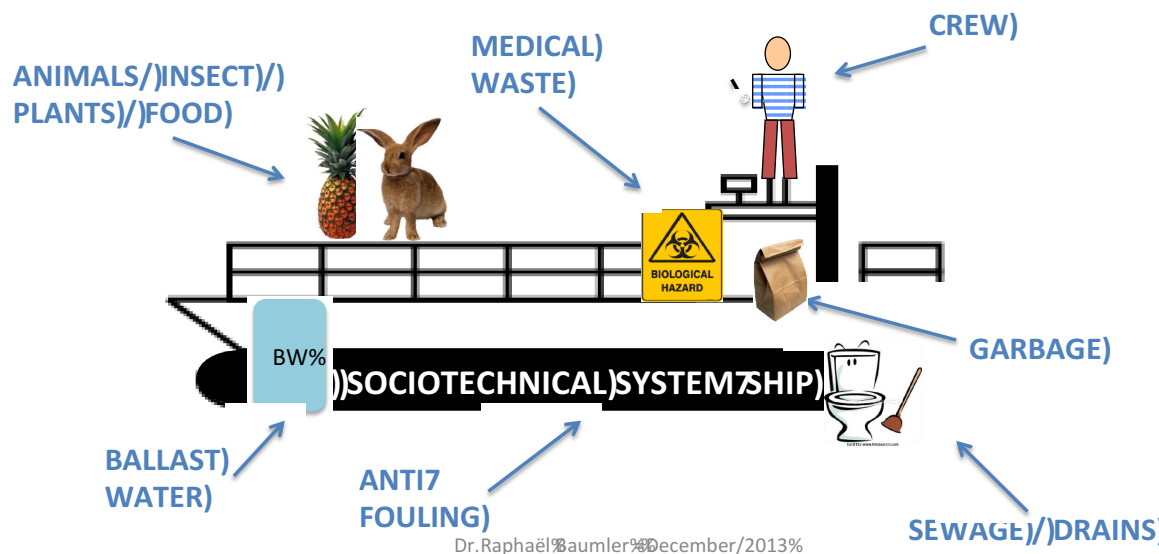 CREW)
MEDICAL)
WASTE)
ANIMALS/)INSECT)/)
PLANTS)/)FOOD)
BIOLOGICAL
HAZARD
GARBAGE)
BW%
))SOCIOTECHNICAL)SYSTEM7SHIP)
BALLAST)
WATER)
ANTI7
FOULING)
SEWAGE)/)DRAINS)
Dr.Raphaël%Baumler%%December/2013%